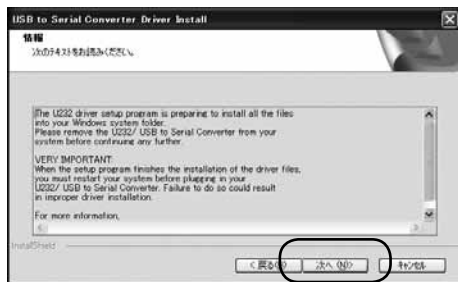 USB to Serial Converter Driver Install
情報
次のテキストをお読みください。
The U232 driver setup program is preparing to install all the files
into your Windows system folder.
Please remove the U232/ USB to Serial Converter from your
system before continuing any further.
VERY IMPORTANT:
When the setup program finishes the installation of the driver files,
you must restart your system before plugging in your
U232/ USB to Serial Converter. Failure to do so could result
in improper driver installation.
For more information,
InstallShield
< 戻る(B) 次へ (N)> キャンセル